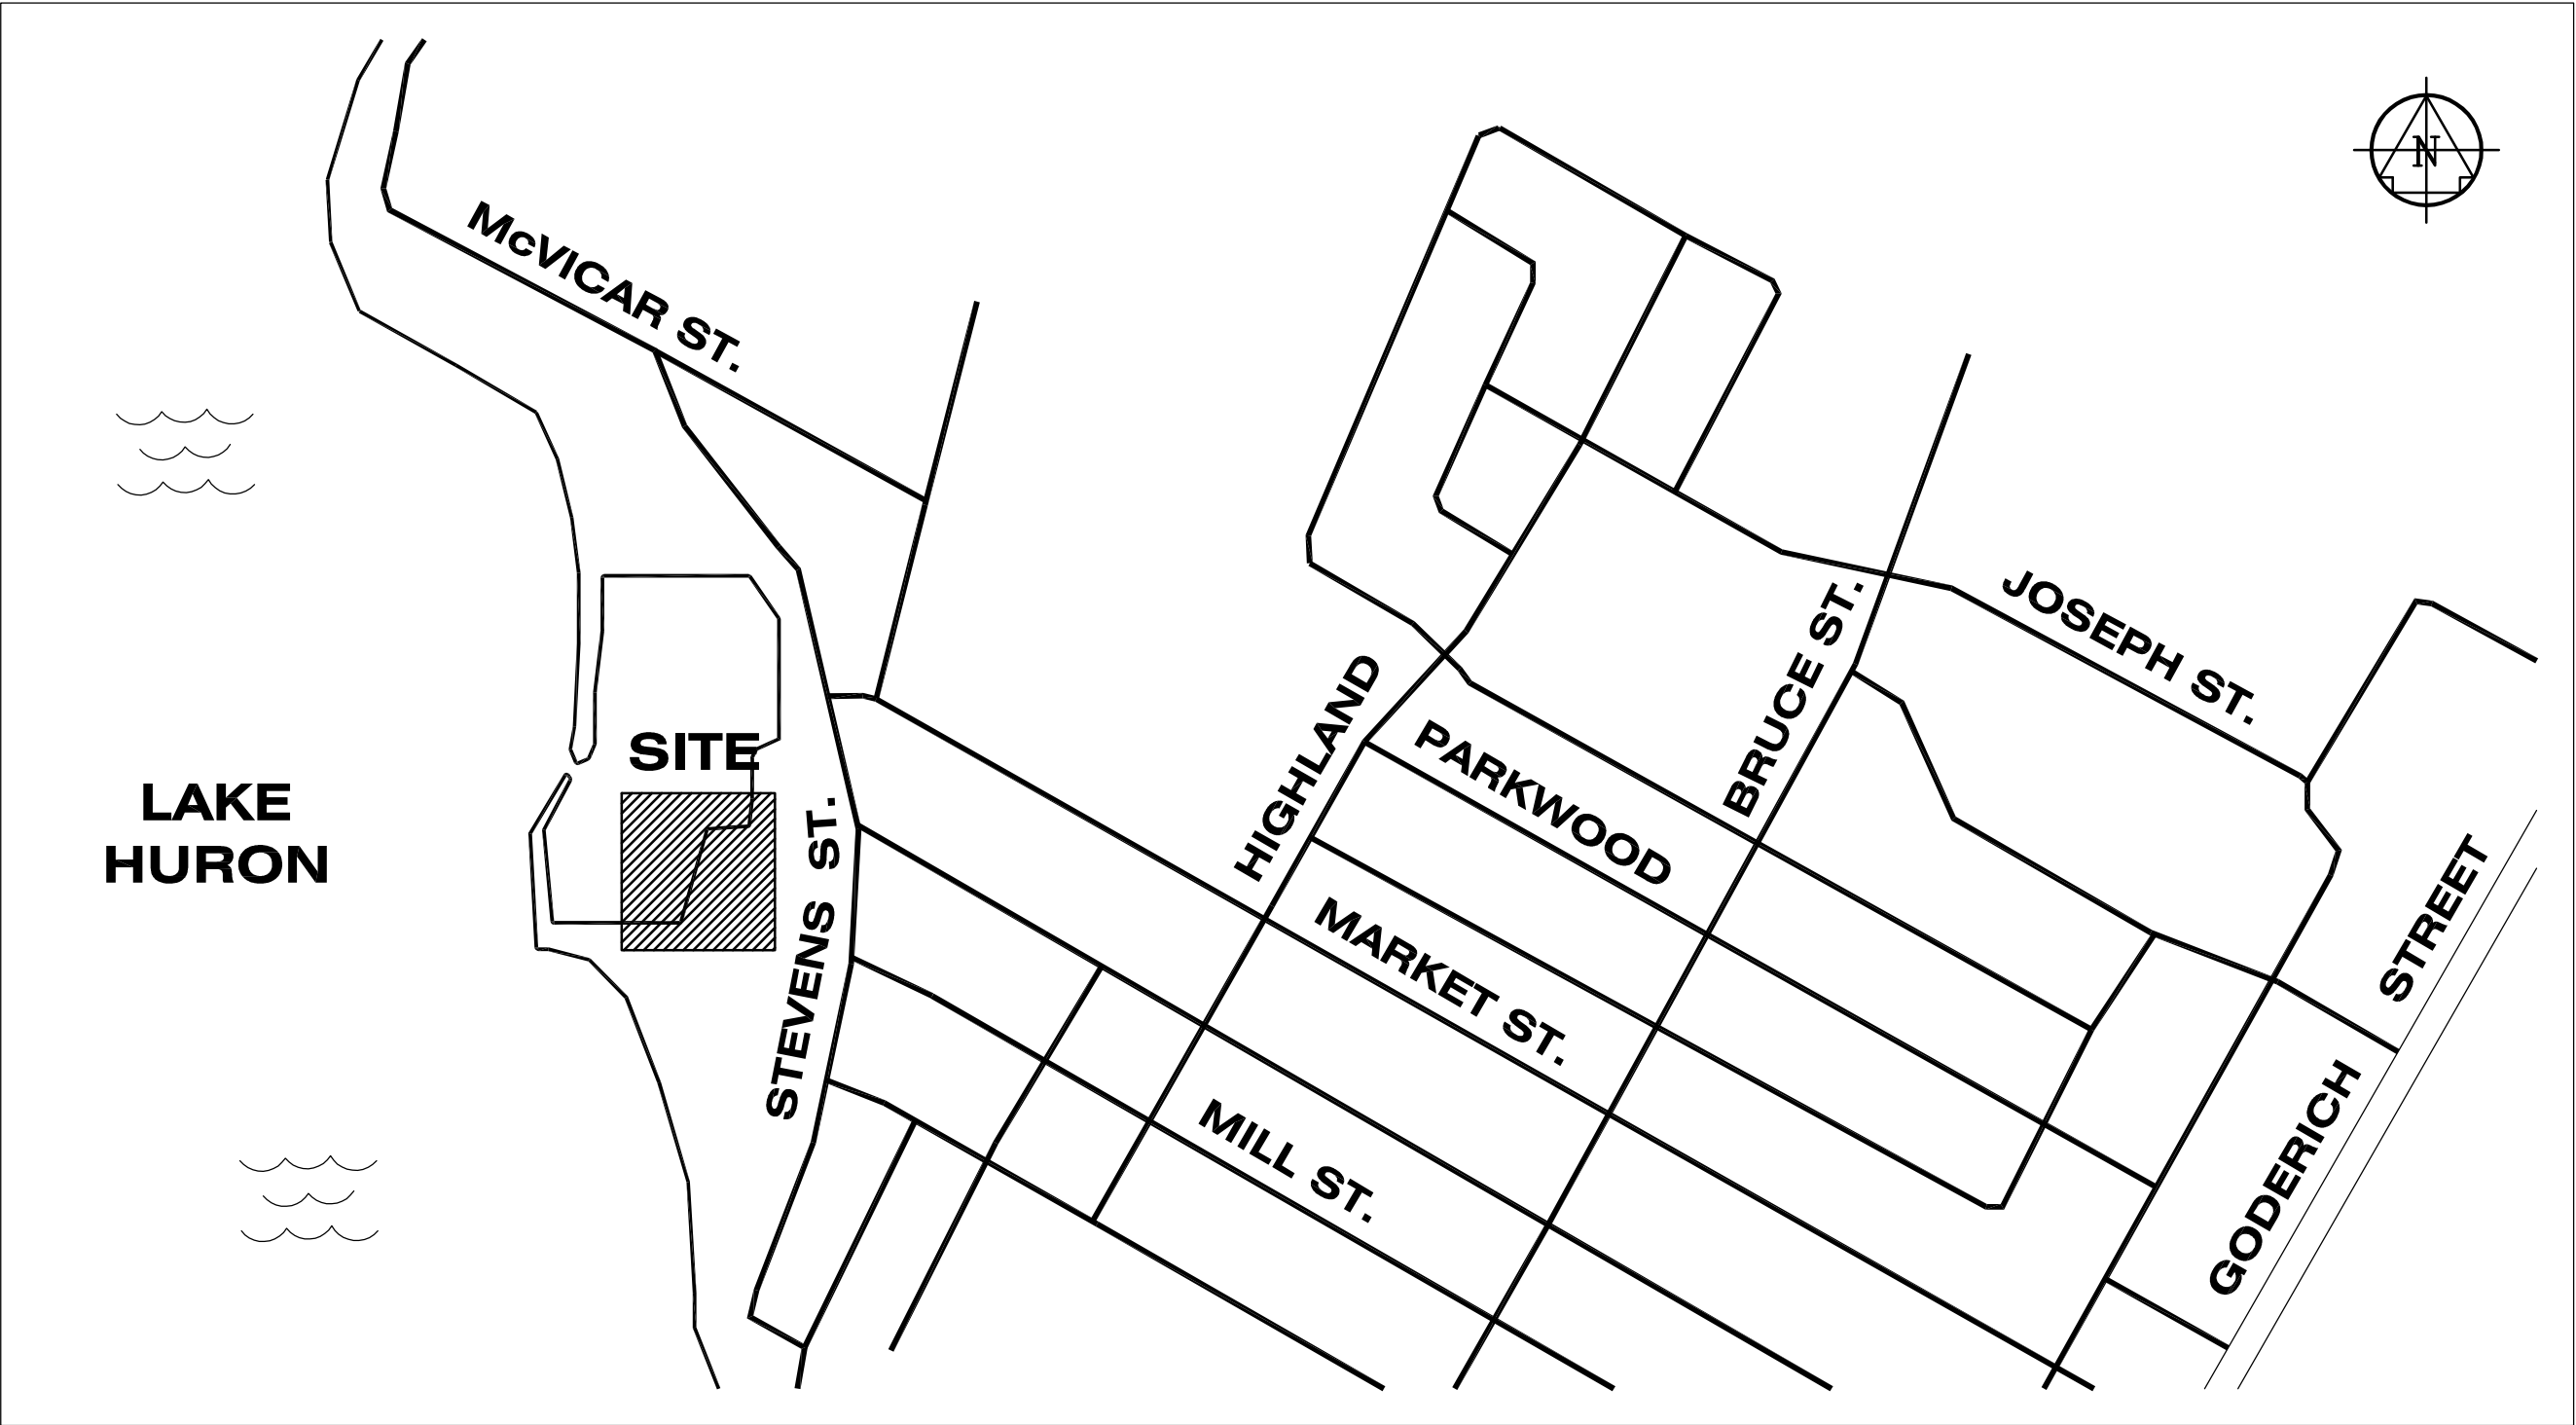 McVICAR ST.
N
JOSEPH ST.
BRUCE ST.
HIGHLAND
PARKWOOD
SITE
LAKE
HURON
STEVENS ST.
MARKET ST.
MILL ST.
GODERICH STREET